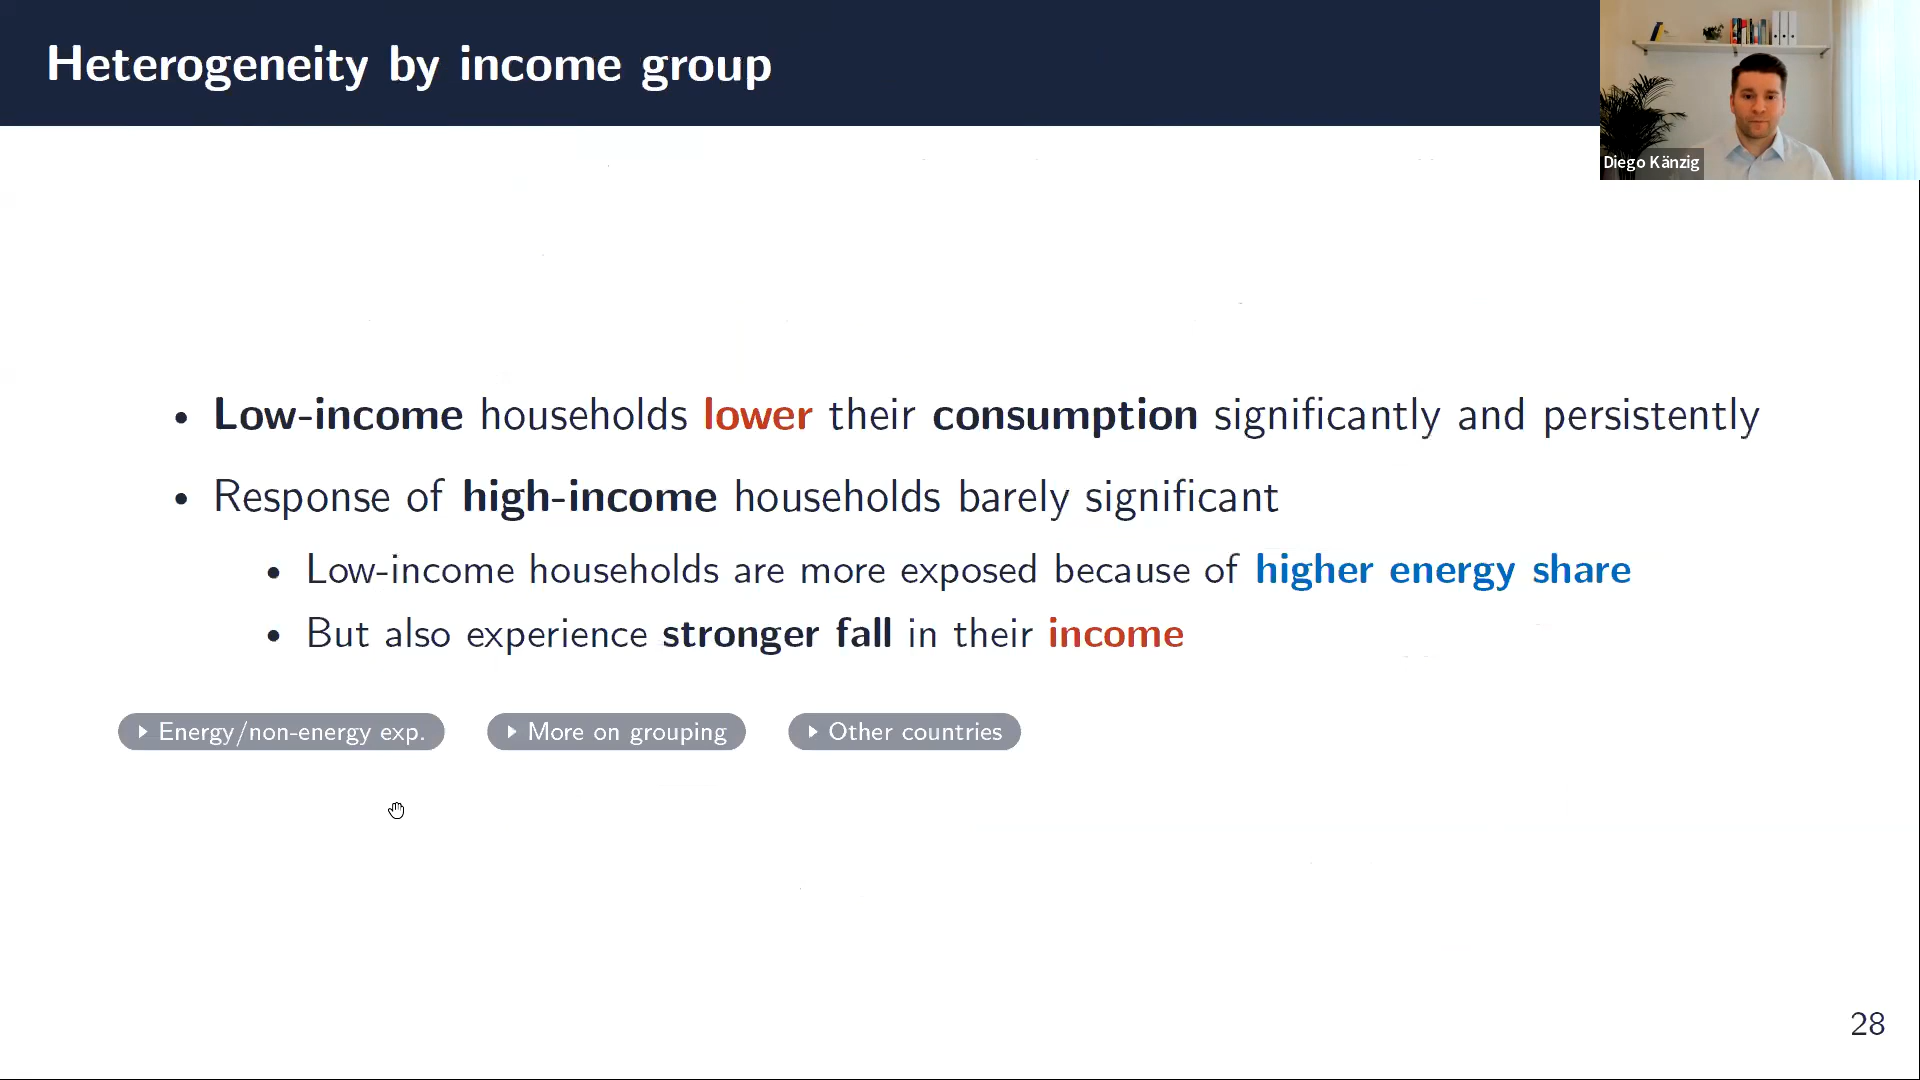 Heterogeneity by income group
Diego Känzig
• Low-income households lower their consumption significantly and persistently
• Response of high-income households barely significant
• Low-income households are more exposed because of higher energy share
• But also experience stronger fall in their income
Energy/non-energy exp.
More on grouping
Other countries
28